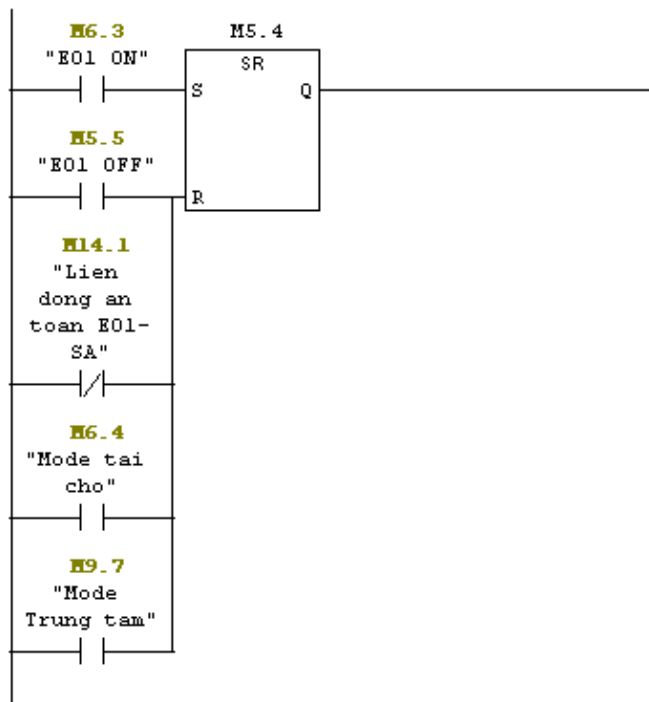 M6.3
"E01 ON"
M5.4
SR
S
Q
M5.5
"E01 OFF"
R
M14.1
"Lien
dong an
toan E01-
SA"
M6.4
"Mode tai
cho"
M9.7
"Mode
Trung tam"